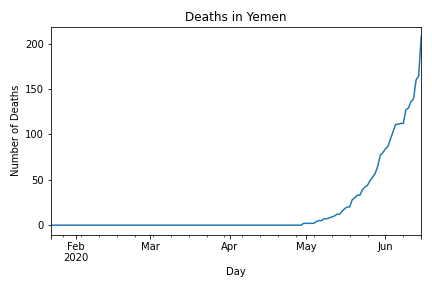 Deaths in Yemen
200
150
100
50
0
Number of Deaths
Feb
2020
Mar
Apr
May
Jun
Day